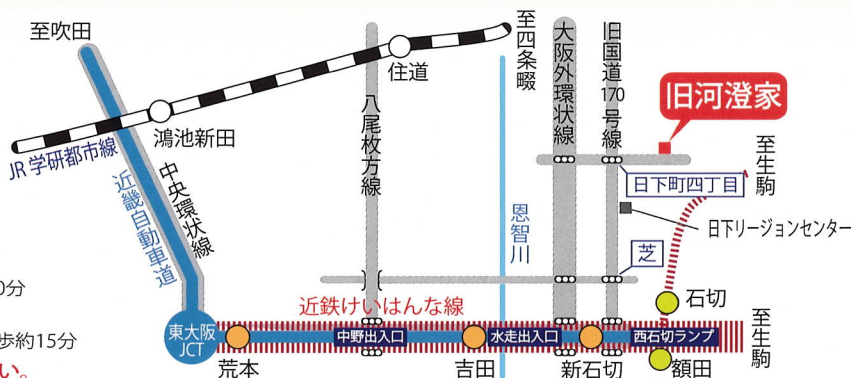 至吹田
JR 学研都市線
鴻池新田
住道
至四条畷
近畿自動車道
中央環状線
八尾枚方線
恩智川
大阪外環状線
旧国道170号線
旧河澄家
至生駒
日下町四丁目
日下リージョンセンター
芝
石切
近鉄けいはんな線
東大阪
JCT
荒本
中野出入口
吉田
水走出入口
新石切
西石切ランプ
額田
至生駒
0分
歩約15分
い。